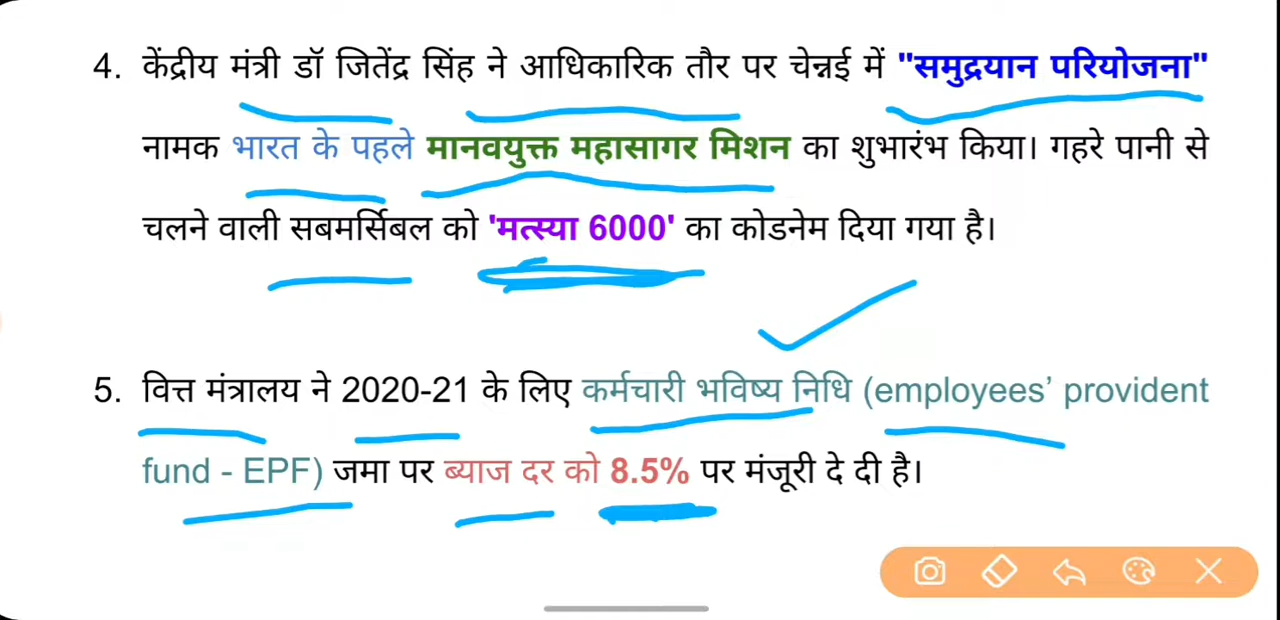 4. केंद्रीय मंत्री डॉ जितेंद्र सिंह ने आधिकारिक तौर पर चेन्नई में "समुद्रयान परियोजना"
नामक भारत के पहले मानवयुक्त महासागर मिशन का शुभारंभ किया। गहरे पानी से
चलने वाली सबमर्सिबल को 'मत्स्या 6000' का कोडनेम दिया गया है।
5. वित्त मंत्रालय ने 2020-21 के लिए कर्मचारी भविष्य निधि (employees’ provident
fund - EPF) जमा पर ब्याज दर को 8.5% पर मंजूरी दे दी है।